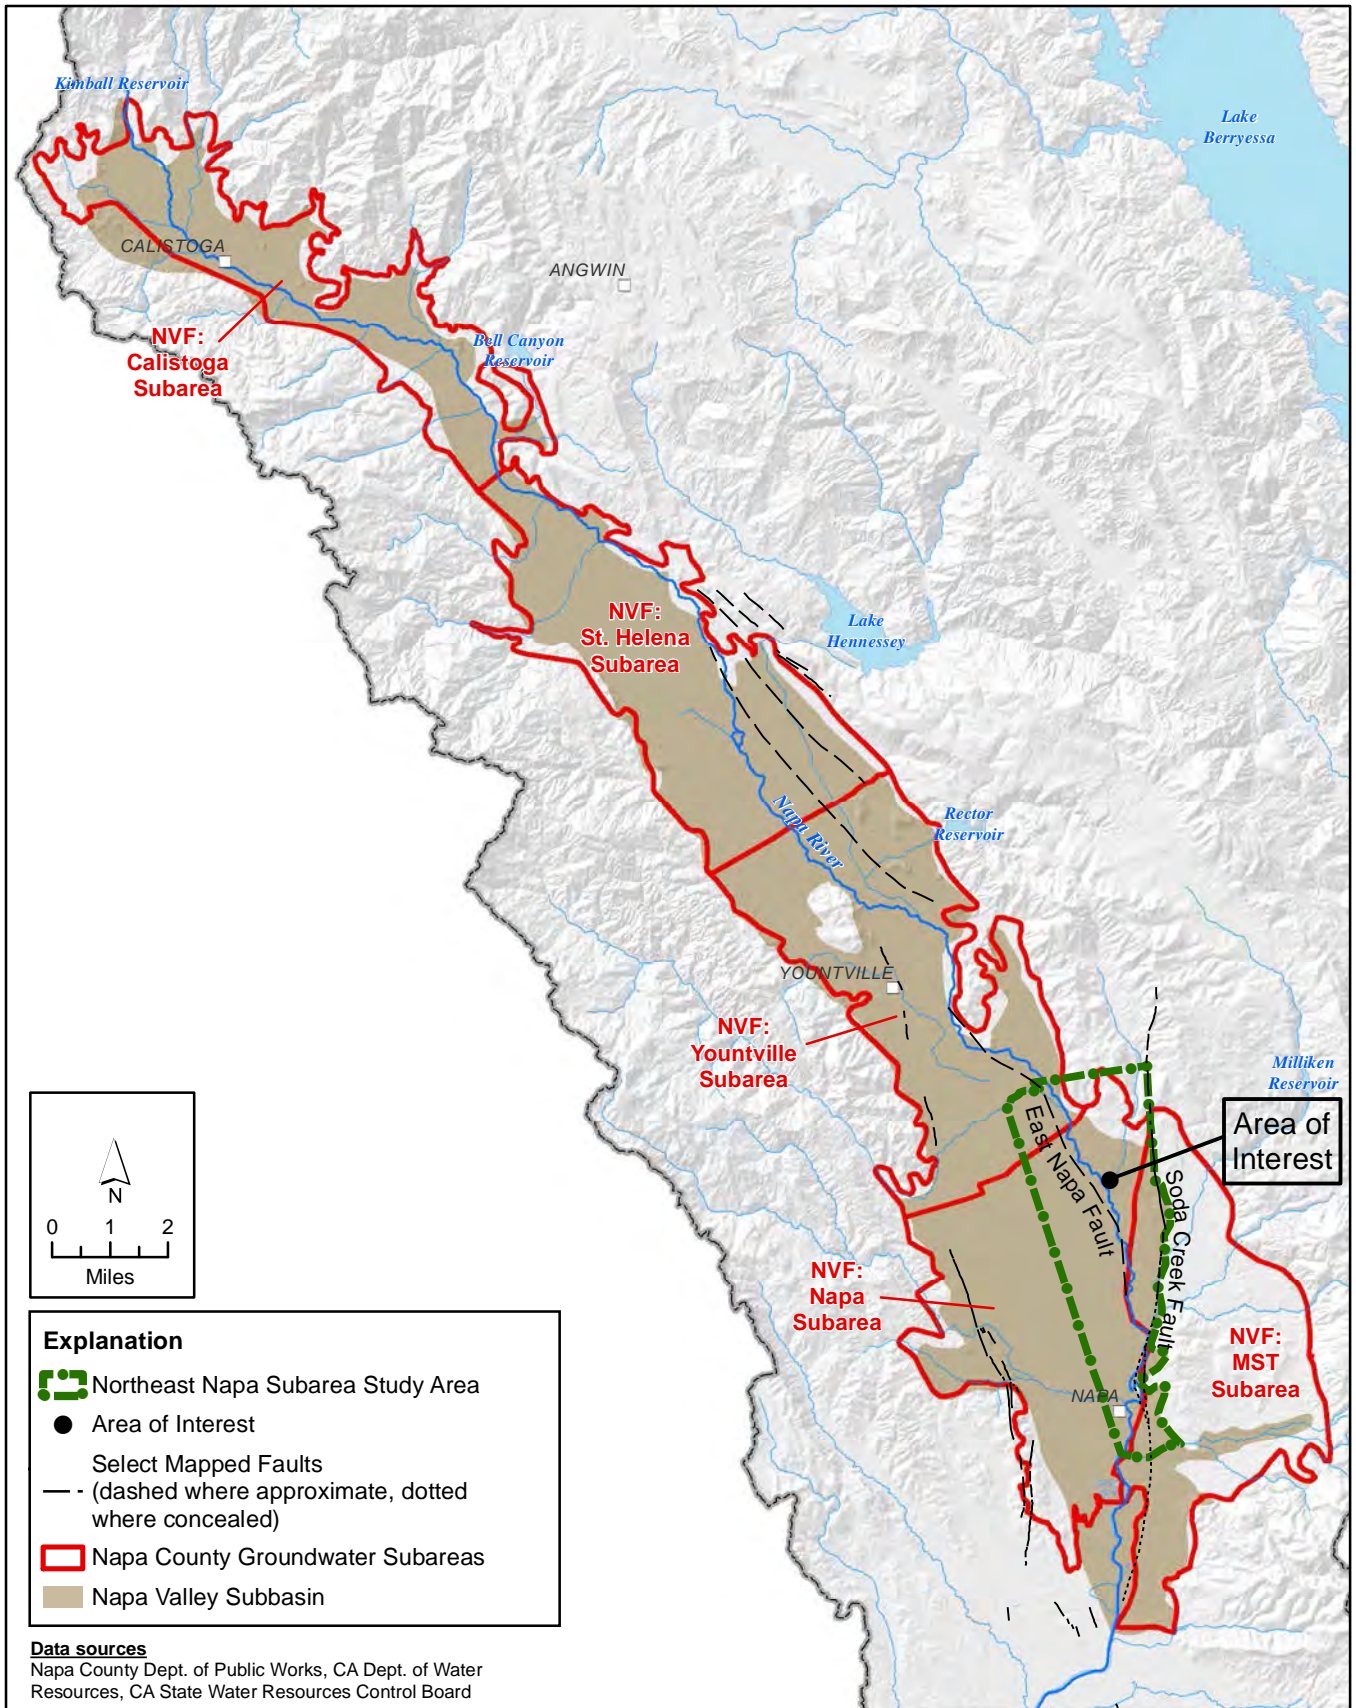 Kimball Reservoir
Lake
Berryessa
CALISTOGA
ANGWIN
NVF:
Calistoga
Subarea
Bell Canyon
Reservoir
NVF:
St. Helena
Subarea
Lake
Hennessey
Napa River
Rector
Reservoir
YOUNTVILLE
NVF:
Yountville
Subarea
Milliken
Reservoir
Area of
Interest
East Napa Fault
Soda Creek Fault
NVF:
Napa
Subarea
NVF:
MST
Subarea
NAPA
N
0 1 2
Miles
Explanation
Northeast Napa Subarea Study Area
Area of Interest
Select Mapped Faults
(dashed where approximate, dotted
where concealed)
Napa County Groundwater Subareas
Napa Valley Subbasin
Data sources
Napa County Dept. of Public Works, CA Dept. of Water
Resources, CA State Water Resources Control Board